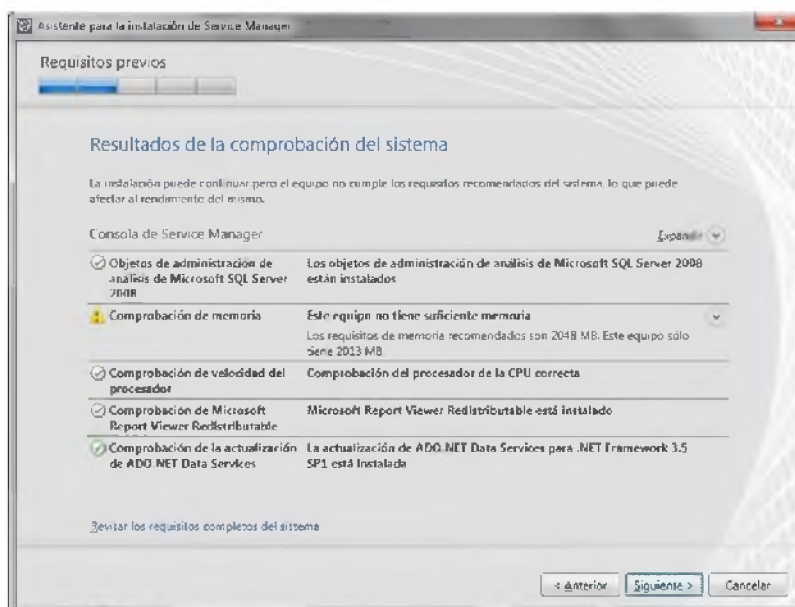 Asistente para la instalación de Service Manager
Requisitos previos
Resultados de la comprobación del sistema
La instalación puede continuar pero el equipo no cumple los requisitos recomendados del sistema, lo que puede
afectar al rendimiento del mismo.
Consola de Service Manager
Expandir
Objetos de administración de
análisis de Microsoft SQL Server
2008
Los objetos de administración de análisis de Microsoft SQL Server 2008
están instalados
Comprobación de memoria
Este equipo no tiene suficiente memoria
Los requisitos de memoria recomendados son 2048 MB. Este equipo sólo
tiene 2013 MB.
Comprobación de velocidad del
procesador
Comprobación del procesador de la CPU correcta
Comprobación de Microsoft
Report Viewer Redistributable
Microsoft Report Viewer Redistributable está instalado
Comprobación de la actualización
de ADO.NET Data Services
La actualización de ADO.NET Data Services para .NET Framework 3.5
SP1 está instalada
Revisar los requisitos completos del sistema
< Anterior
Siguiente >
Cancelar